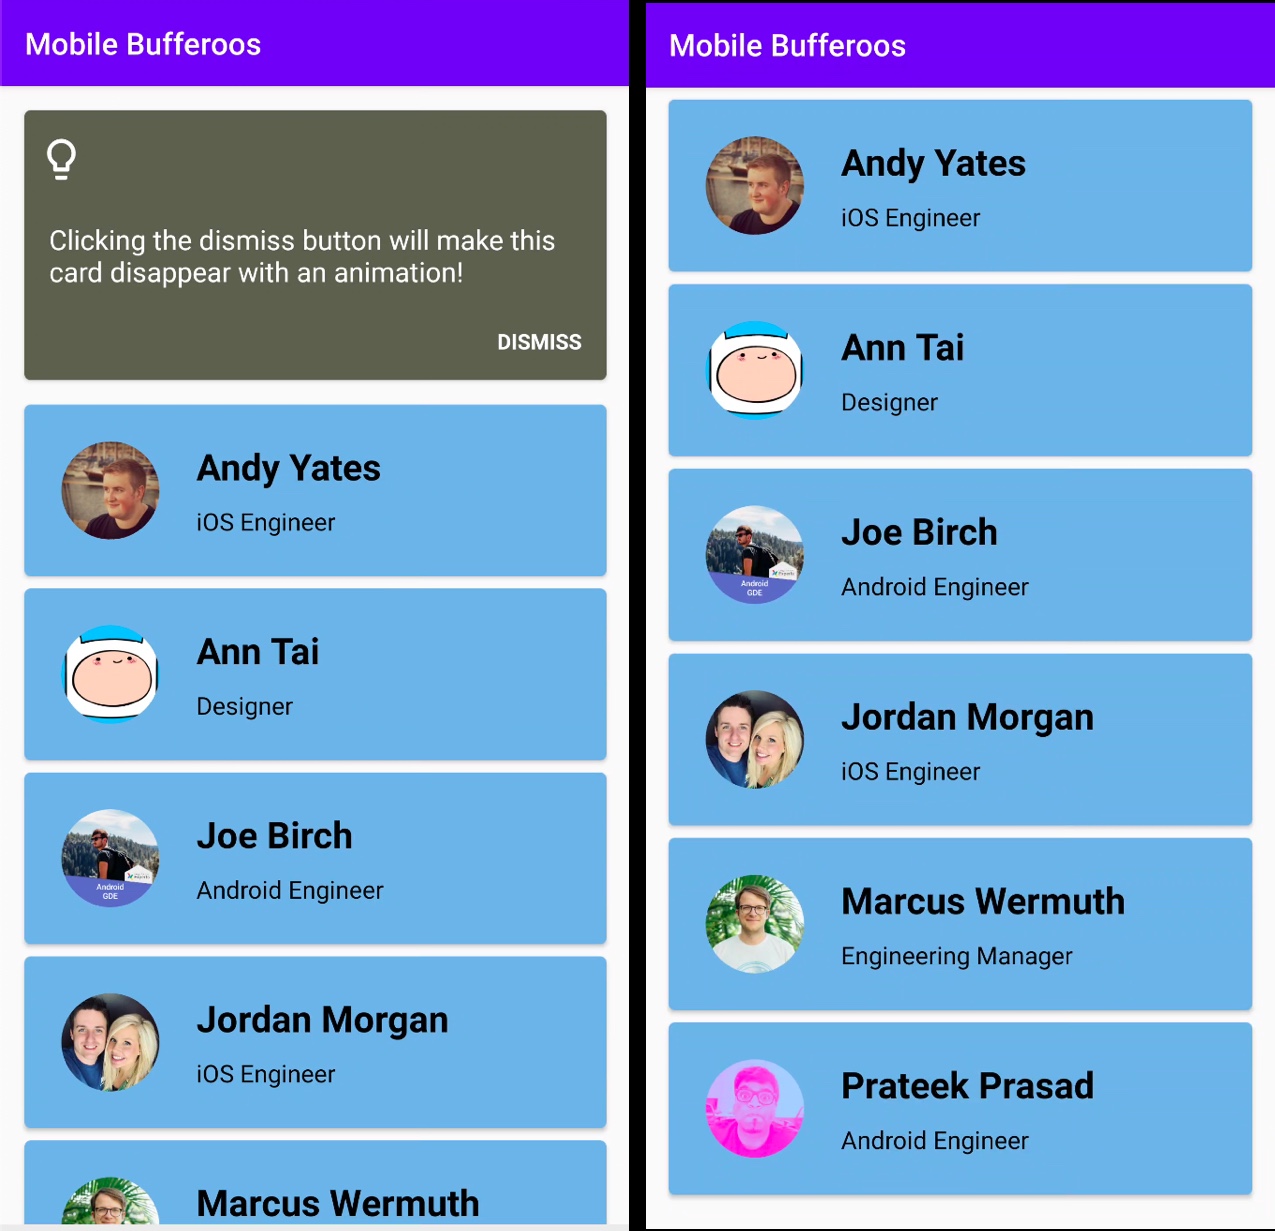 Mobile Bufferoos
Clicking the dismiss button will make this
card disappear with an animation!
DISMISS
Andy Yates
iOS Engineer
Ann Tai
Designer
Joe Birch
Android Engineer
Android
GDE
Jordan Morgan
iOS Engineer
Marcus Wermuth
Mobile Bufferoos
Andy Yates
iOS Engineer
Ann Tai
Designer
Joe Birch
Android Engineer
Android
GDE
Jordan Morgan
iOS Engineer
Marcus Wermuth
Engineering Manager
Prateek Prasad
Android Engineer